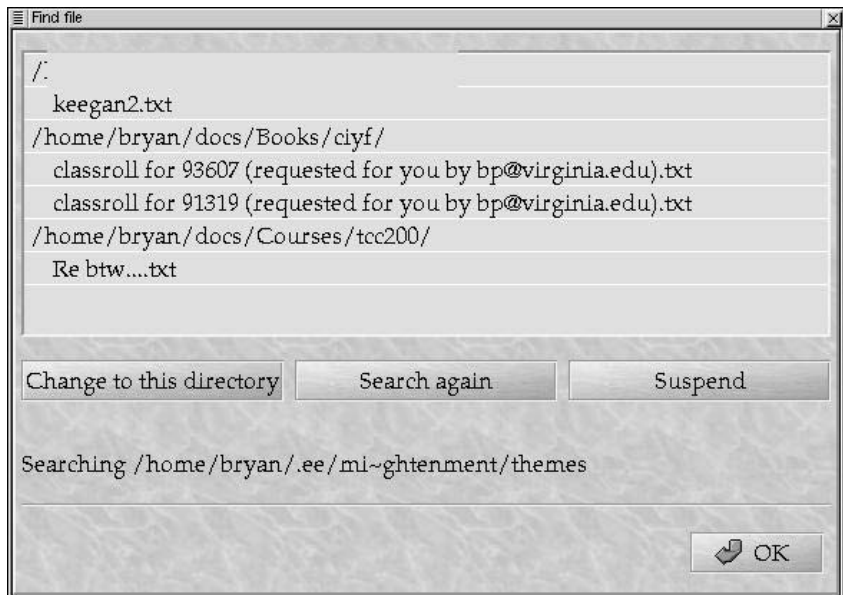 Find file
keegan2.txt
/home/bryan/docs/Books/ciyf/
classroll for 93607 (requested for you by bp@virginia.edu).txt
classroll for 91319 (requested for you by bp@virginia.edu).txt
/home/bryan/docs/Courses/tcc200/
Re btw....txt
Change to this directory
Search again
Suspend
Searching /home/bryan/.ee/mi~ghtenment/themes
OK